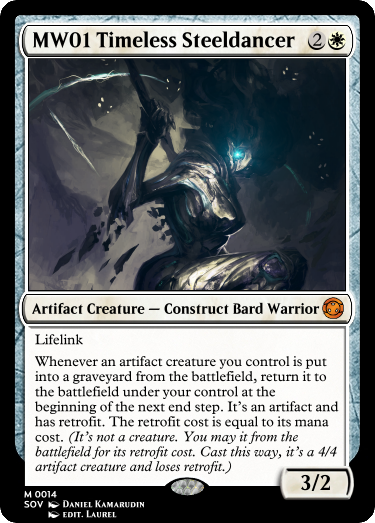 MW01 Timeless Steeldancer 2
Artifact Creature — Construct Bard Warrior
Lifelink
Whenever an artifact creature you control is put
into a graveyard from the battlefield, return it to
the battlefield under your control at the
beginning of the next end step. It's an artifact and
has retrofit. The retrofit cost is equal to its mana
cost. (It's not a creature. You may it from the
battlefield for its retrofit cost. Cast this way, it's a 4/4
artifact creature and loses retrofit.)
3/2
M 0014
SOV Daniel Kamarudin
edit. Laurel